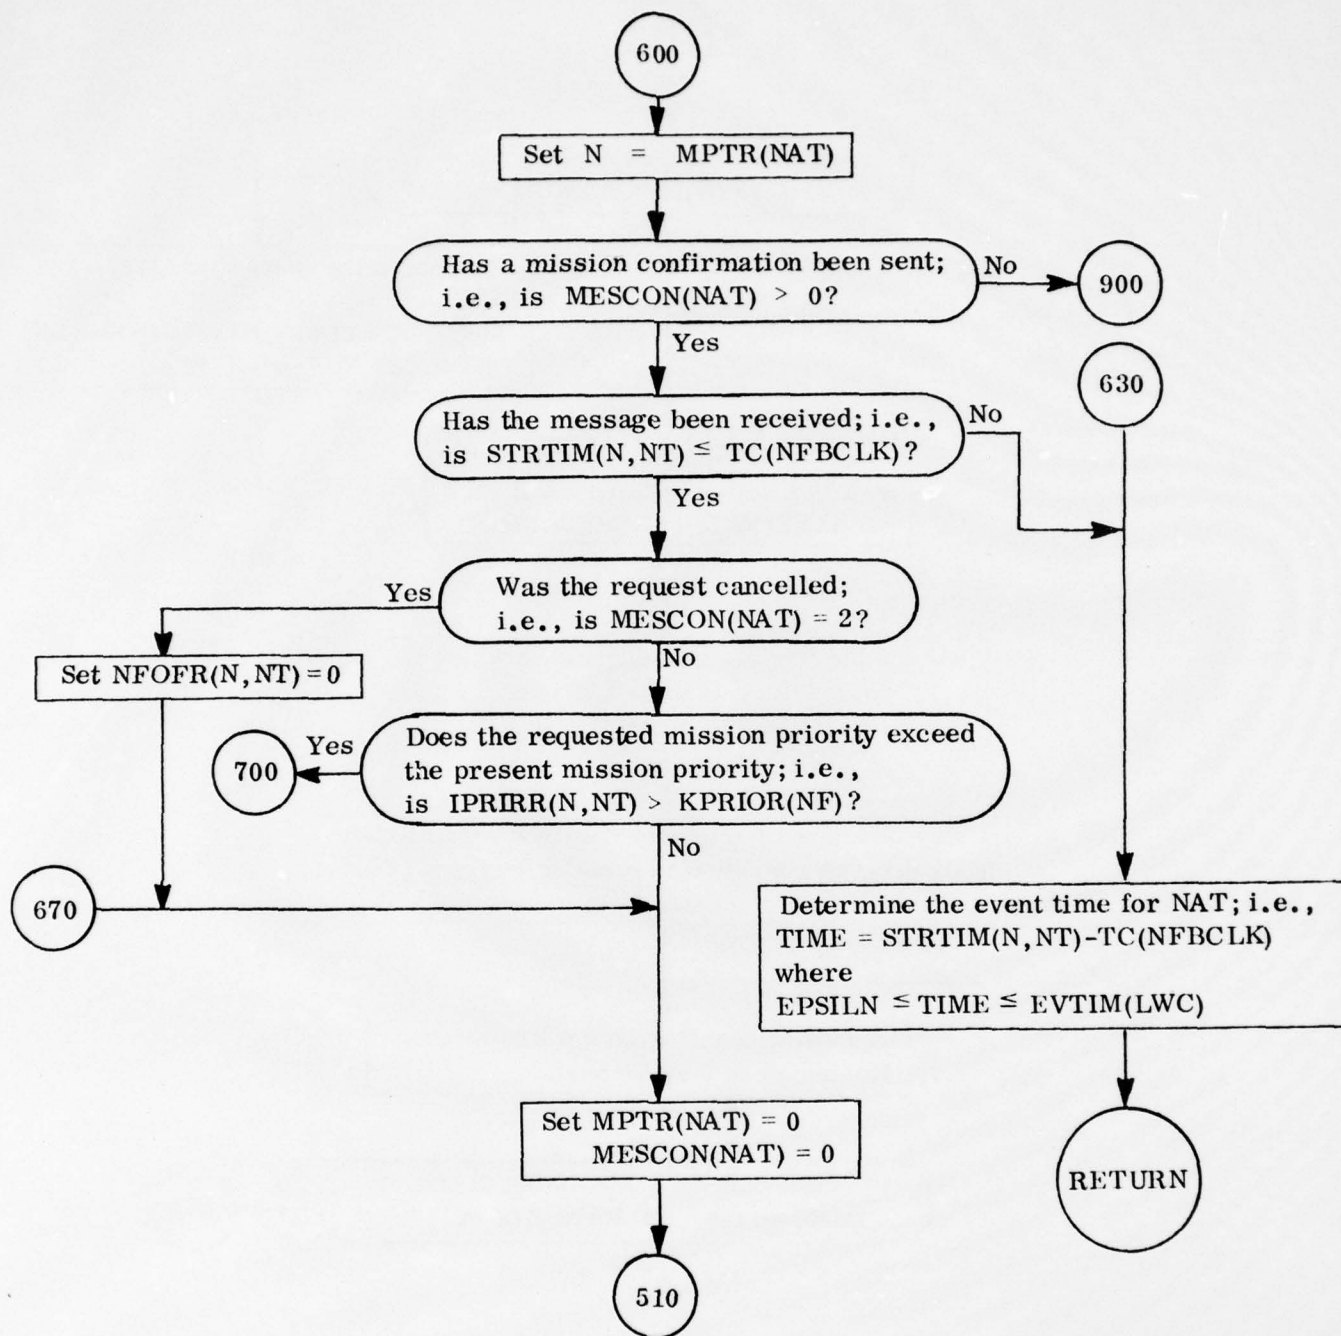 600
Set N = MPTR(NAT)
Has a mission confirmation been sent;
i.e., is MESCON(NAT) > 0?
No
900
Yes
630
Has the message been received; i.e.,
is STRTIM(N,NT) ≤ TC(NFBCLK)?
No
Yes
Was the request cancelled;
i.e., is MESCON(NAT) = 2?
Yes
No
Set NFOFR(N,NT)=0
Does the requested mission priority exceed
the present mission priority; i.e.,
is IPRIRR(N,NT) > KPRIOR(NF)?
Yes
700
No
670
Determine the event time for NAT; i.e.,
TIME = STRTIM(N,NT)-TC(NFBCLK)
where
EPSILN ≤ TIME ≤ EVTIM(LWC)
Set MPTR(NAT) = 0
MESCON(NAT) = 0
RETURN
510